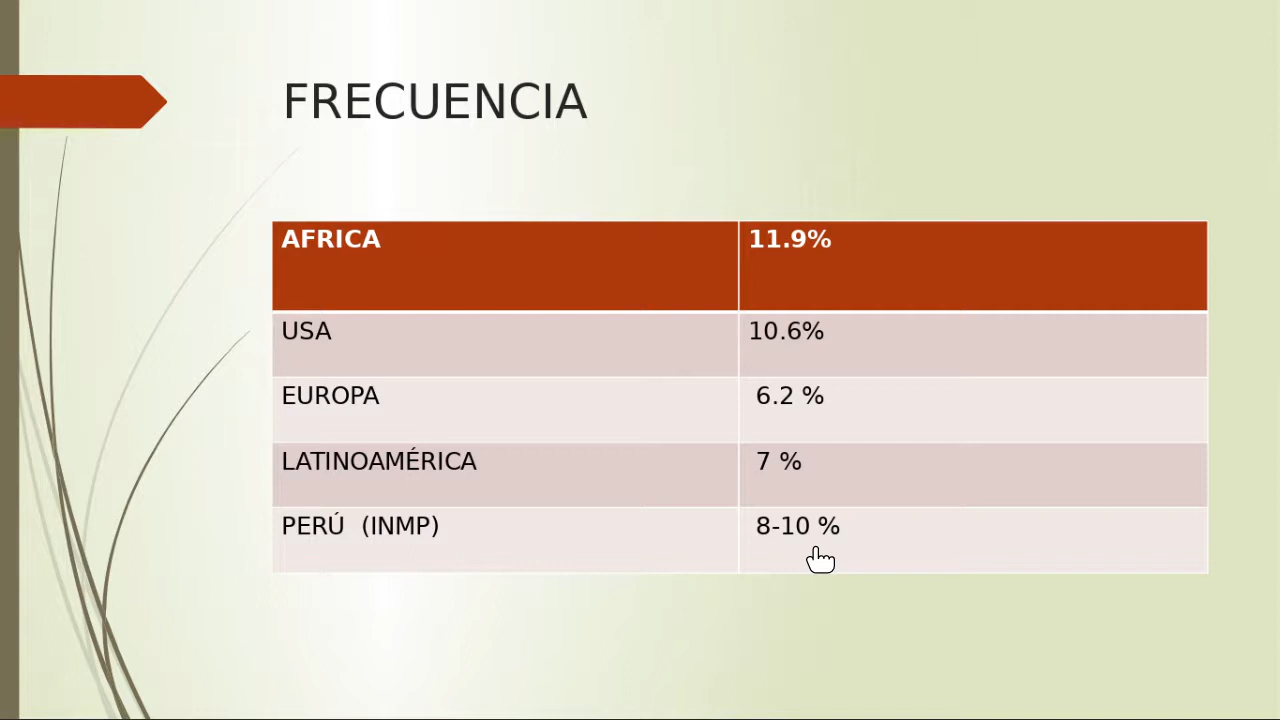 FRECUENCIA
AFRICA 11.9%
USA 10.6%
EUROPA 6.2 %
LATINOAMÉRICA 7 %
PERÚ (INMP) 8-10 %